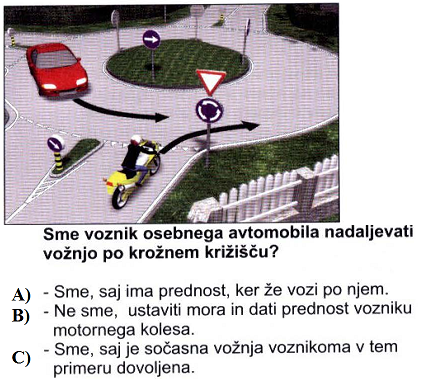 Sme voznik osebnega avtomobila nadaljevati
vožnjo po krožnem križišču?
A) - Sme, saj ima prednost, ker že vozi po njem.
B) - Ne sme, ustaviti mora in dati prednost vozniku
motornega kolesa.
C) - Sme, saj je sočasna vožnja voznikoma v tem
primeru dovoljena.